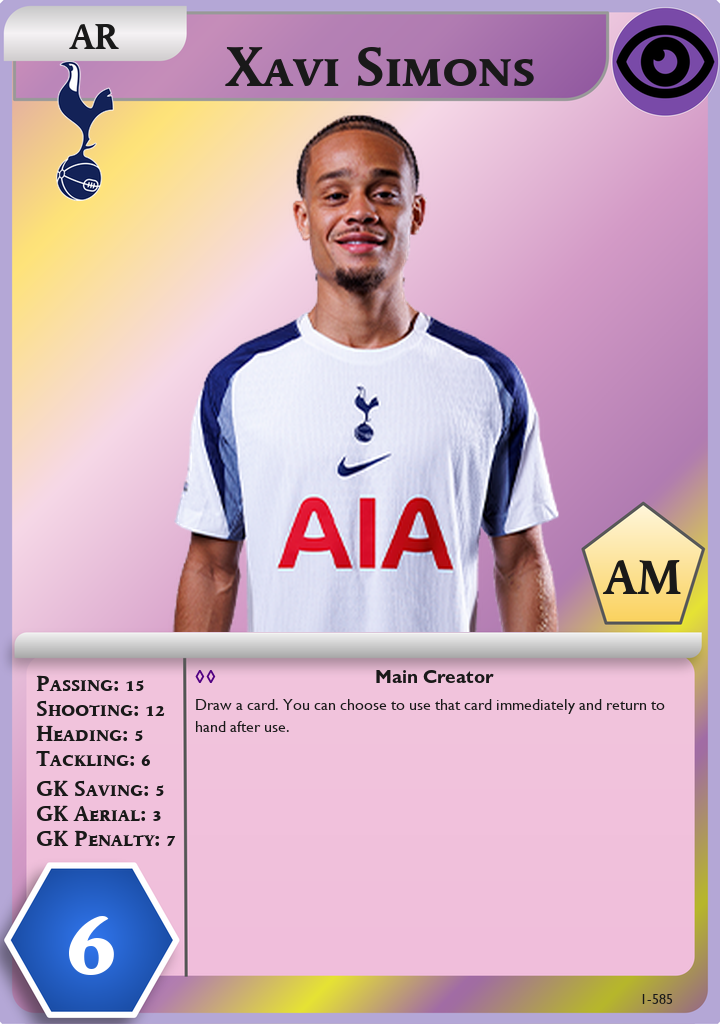 AR
Xavi Simons
AIA
AM
Passing: 15
Shooting: 12
Heading: 5
Tackling: 6
GK Saving: 5
GK Aerial: 3
GK Penalty: 7
6
Main Creator
Draw a card. You can choose to use that card immediately and return to
hand after use.
1-585